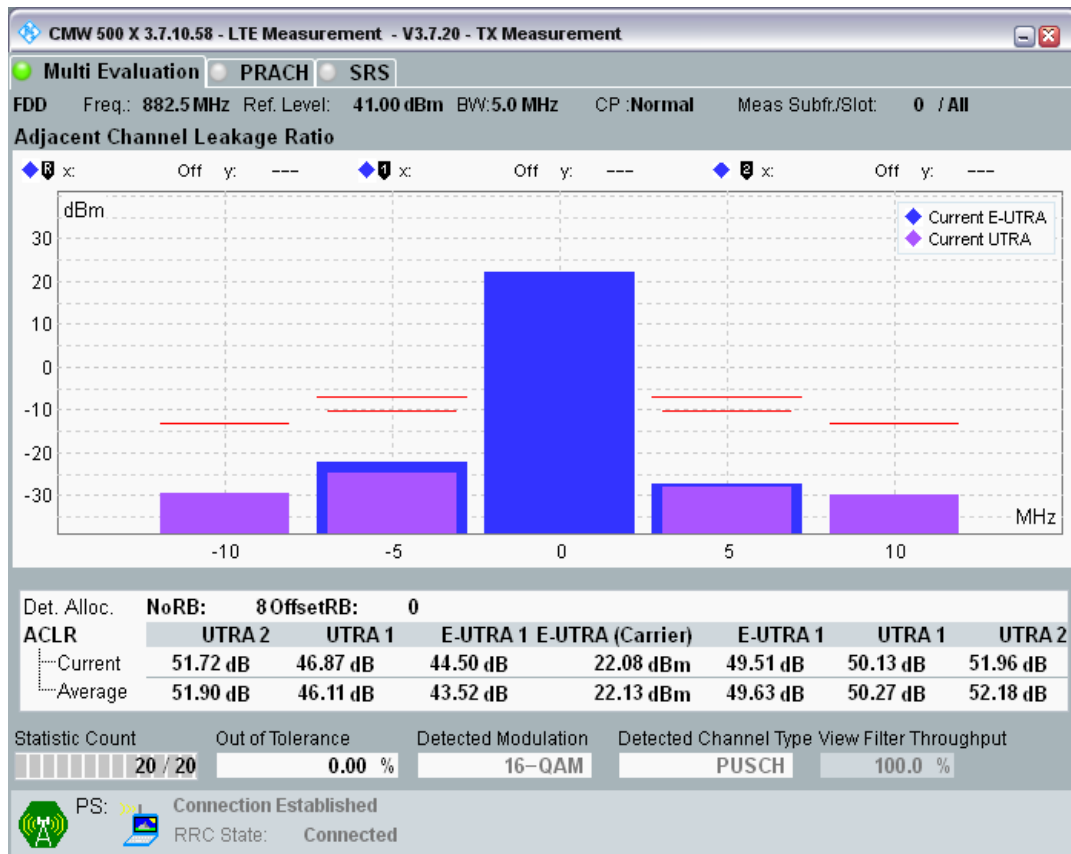 CMW 500 X 3.7.10.58 - LTE Measurement - V3.7.20 - TX Measurement
Multi Evaluation PRACH SRS
FDD Freq.: 882.5 MHz Ref. Level: 41.00 dBm BW:5.0 MHz CP :Normal Meas Subfr./Slot: 0 / All
Adjacent Channel Leakage Ratio
R x: Off y: --- 1 x: Off y: --- 2 x: Off y: ---
dBm
Current E-UTRA
Current UTRA
30
20
10
0
-10
-20
-30
MHz
-10 -5 0 5 10
Det. Alloc. NoRB: 8 OffsetRB: 0
ACLR UTRA 2 UTRA 1 E-UTRA 1 E-UTRA (Carrier) E-UTRA 1 UTRA 1 UTRA 2
Current 51.72 dB 46.87 dB 44.50 dB 22.08 dBm 49.51 dB 50.13 dB 51.96 dB
Average 51.90 dB 46.11 dB 43.52 dB 22.13 dBm 49.63 dB 50.27 dB 52.18 dB
Statistic Count Out of Tolerance Detected Modulation Detected Channel Type View Filter Throughput
20 / 20 0.00 % 16-QAM PUSCH 100.0 %
PS: Connection Established
RRC State: Connected